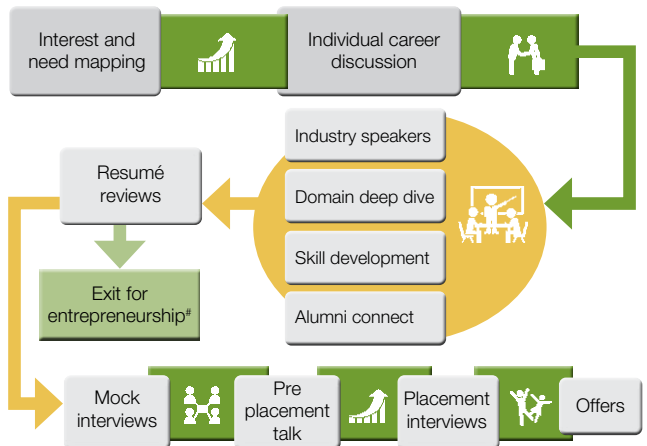 Interest and
need mapping
Individual career
discussion
Industry speakers
Domain deep dive
Skill development
Alumni connect
Resumé
reviews
Exit for
entrepreneurship#
Mock
interviews
Pre
placement
talk
Placement
interviews
Offers